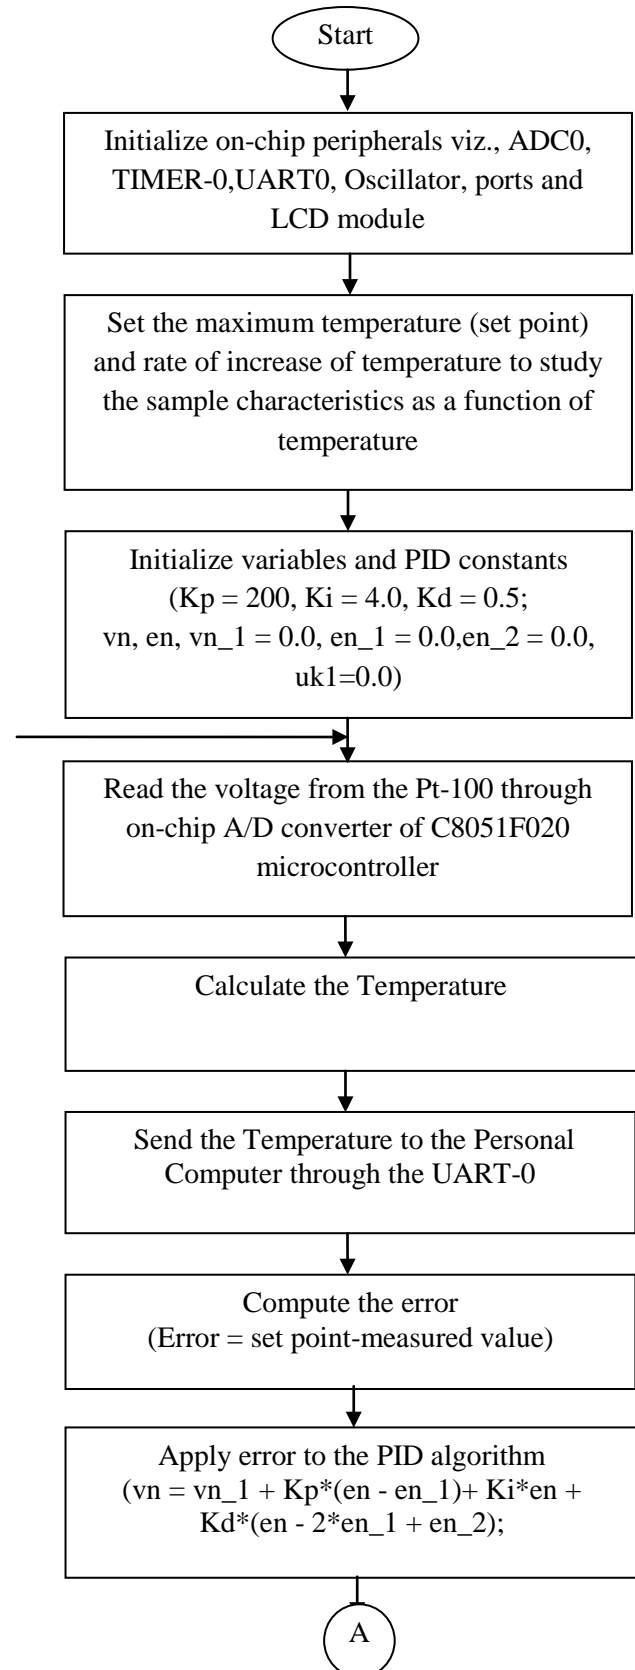 Start
Initialize on-chip peripherals viz., ADC0,
TIMER-0,UART0, Oscillator, ports and
LCD module
Set the maximum temperature (set point)
and rate of increase of temperature to study
the sample characteristics as a function of
temperature
Initialize variables and PID constants
(Kp = 200, Ki = 4.0, Kd = 0.5;
vn, en, vn_1 = 0.0, en_1 = 0.0,en_2 = 0.0,
uk1=0.0)
Read the voltage from the Pt-100 through
on-chip A/D converter of C8051F020
microcontroller
Calculate the Temperature
Send the Temperature to the Personal
Computer through the UART-0
Compute the error
(Error = set point-measured value)
Apply error to the PID algorithm
(vn = vn_1 + Kp*(en - en_1)+ Ki*en +
Kd*(en - 2*en_1 + en_2);
A